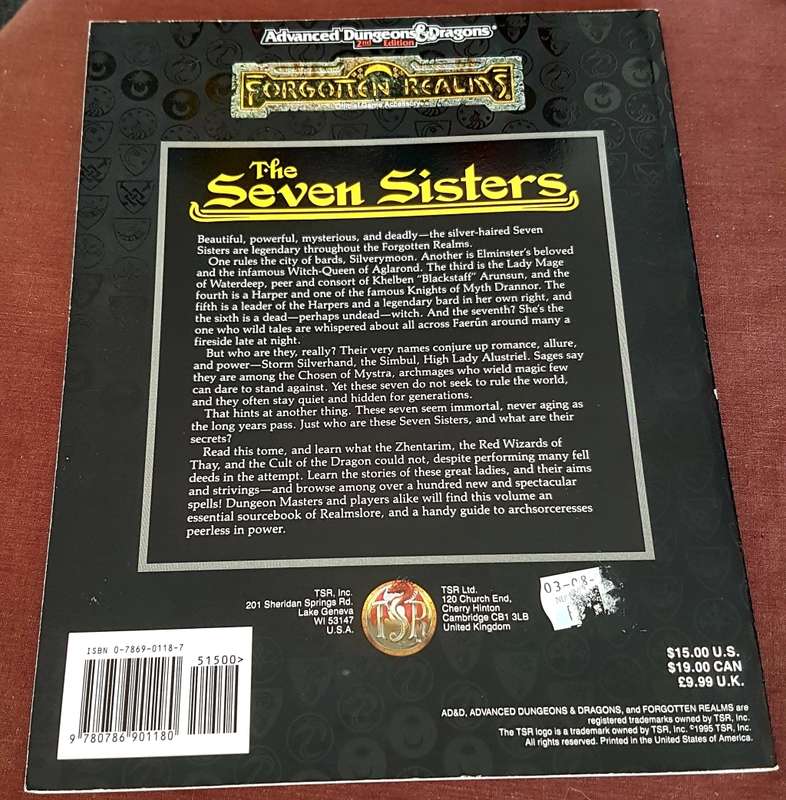 Advanced Dungeons & Dragons®
2nd Edition
FORGOTTEN REALMS®
Official Game Accessory
The
Seven Sisters
Beautiful, powerful, mysterious, and deadly—the silver-haired Seven
Sisters are legendary throughout the Forgotten Realms.
One rules the city of bards, Silverymoon. Another is Elminster's beloved
and the infamous Witch-Queen of Aglarond. The third is the Lady Mage
of Waterdeep, peer and consort of Khelben "Blackstaff" Arunsun, and the
fourth is a Harper and one of the famous Knights of Myth Drannor. The
fifth is a leader of the Harpers and a legendary bard in her own right, and
the sixth is a dead—perhaps undead—witch. And the seventh? She's the
one who wild tales are whispered about all across Faerûn around many a
fireside late at night.
But who are they, really? Their very names conjure up romance, allure,
and power—Storm Silverhand, the Simbul, High Lady Alustriel. Sages say
they are among the Chosen of Mystra, archmages who wield magic few
can dare to stand against. Yet these seven do not seek to rule the world,
and they often stay quiet and hidden for generations.
That hints at another thing. These seven seem immortal, never aging as
the long years pass. Just who are these Seven Sisters, and what are their
secrets?
Read this tome, and learn what the Zhentarim, the Red Wizards of
Thay, and the Cult of the Dragon could not, despite performing many fell
deeds in the attempt. Learn the stories of these great ladies, and their aims
and strivings—and browse among over a hundred new and spectacular
spells! Dungeon Masters and players alike will find this volume an
essential sourcebook of Realmslore, and a handy guide to archsorceresses
peerless in power.
TSR, Inc.
201 Sheridan Springs Rd.
Lake Geneva
WI 53147
U.S.A.
TSR
TSR Ltd.
120 Church End,
Cherry Hinton
Cambridge CB1 3LB
United Kingdom
03-08-
ISBN 0-7869-0118-7
51500>
9 780786 901180
$15.00 U.S.
$19.00 CAN
£9.99 U.K.
AD&D, ADVANCED DUNGEONS & DRAGONS, and FORGOTTEN REALMS are
registered trademarks owned by TSR, Inc.
The TSR logo is a trademark owned by TSR, Inc. ©1995 TSR, Inc.
All rights reserved. Printed in the United States of America.